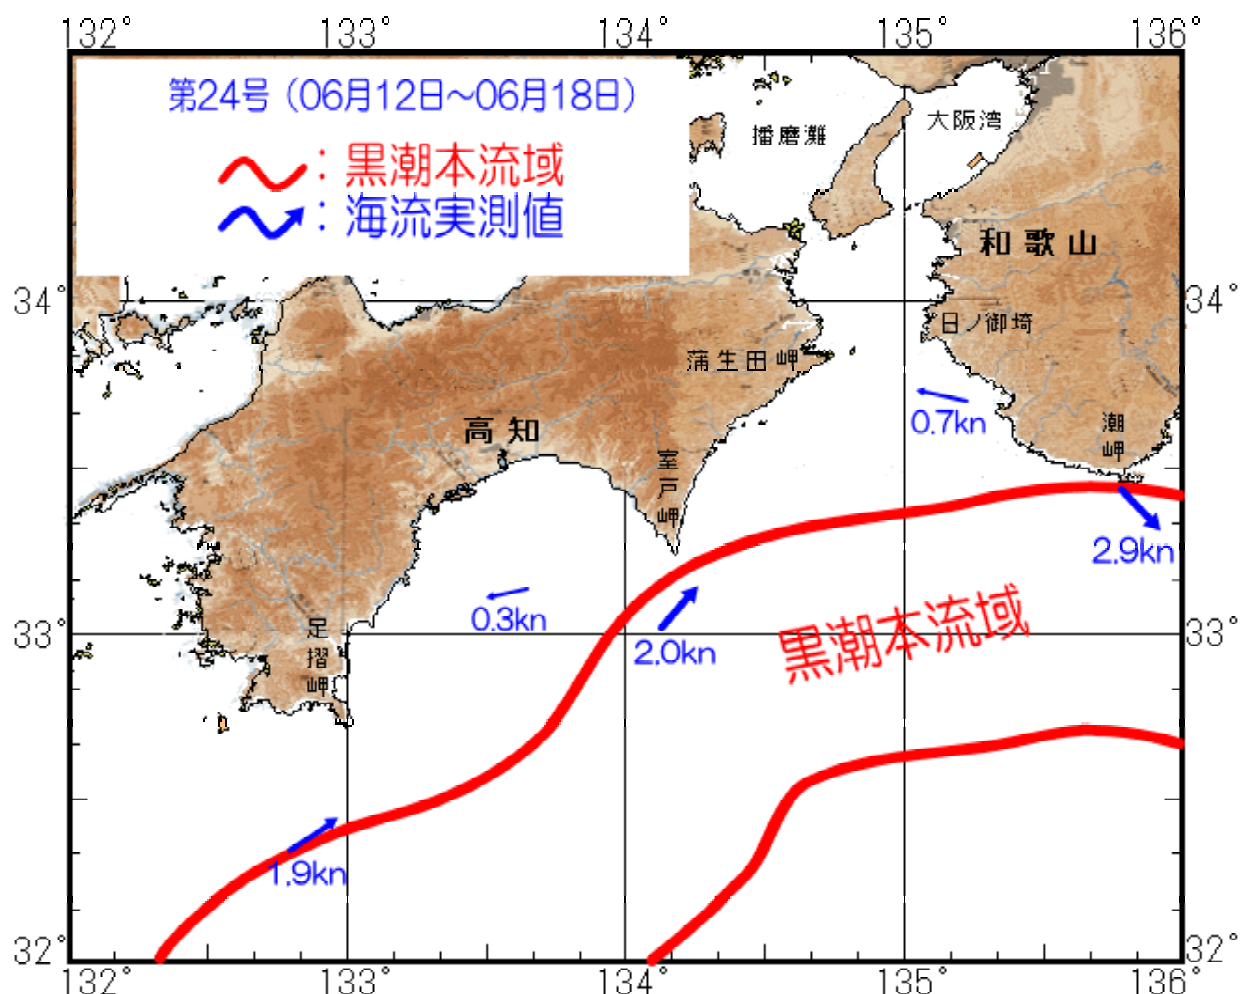 132° 133° 134° 135° 136°
第24号（06月12日～06月18日）
：黒潮本流域
：海流実測値
播磨灘
大阪湾
和歌山
34°
34°
日ノ御埼
蒲生田岬
0.7kn
高知
潮岬
室戸岬
2.9kn
0.3kn
33°
33°
足摺岬
2.0kn
黒潮本流域
1.9kn
32°
32°
132° 133° 134° 135° 136°